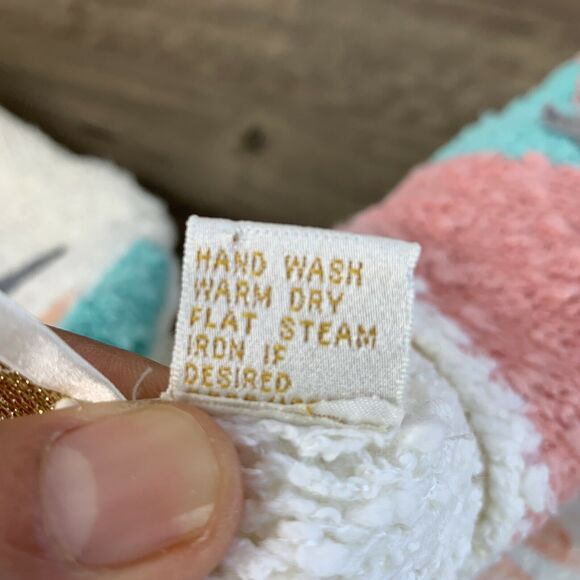 HAND WASH
WARM DRY
FLAT STEAM
IRON IF
DESIRED